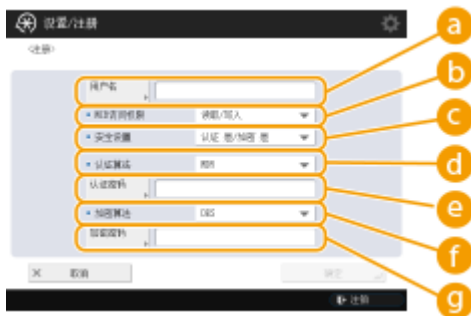 设置/注册
<注册>
a
用户名
b
MIB访问权限 读取/写入
c
安全设置 认证 是/加密 是
d
认证算法 MD5
e
认证密码
f
加密算法 DES
g
加密密码
× 取消
确定
注销